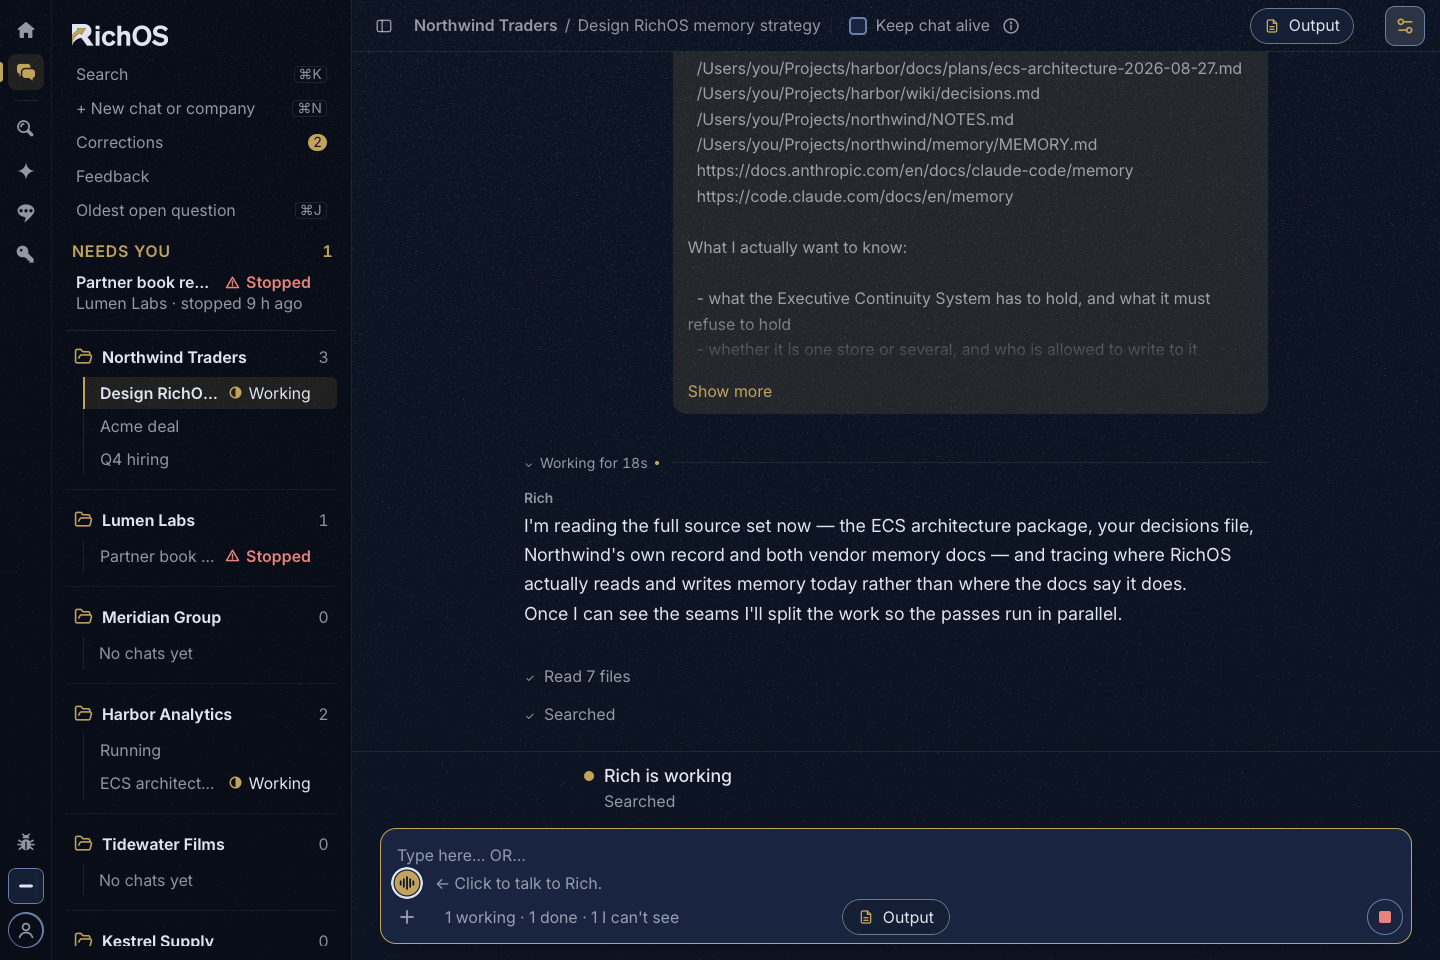 RichOS
Search ⌘K
+ New chat or company ⌘N
Corrections 2
Feedback
Oldest open question ⌘J
NEEDS YOU 1
Partner book re... Stopped
Lumen Labs · stopped 9 h ago
Northwind Traders 3
Design RichO... Working
Acme deal
Q4 hiring
Lumen Labs 1
Partner book ... Stopped
Meridian Group 0
No chats yet
Harbor Analytics 2
Running
ECS architect... Working
Tidewater Films 0
No chats yet
Kestrel Supply 0
Northwind Traders / Design RichOS memory strategy
Keep chat alive
Output
/Users/you/Projects/harbor/docs/plans/ecs-architecture-2026-08-27.md
/Users/you/Projects/harbor/wiki/decisions.md
/Users/you/Projects/northwind/NOTES.md
/Users/you/Projects/northwind/memory/MEMORY.md
https://docs.anthropic.com/en/docs/claude-code/memory
https://code.claude.com/docs/en/memory
What I actually want to know:
- what the Executive Continuity System has to hold, and what it must
refuse to hold
- whether it is one store or several, and who is allowed to write to it
Show more
Working for 18s
Rich
I'm reading the full source set now — the ECS architecture package, your decisions file,
Northwind's own record and both vendor memory docs — and tracing where RichOS
actually reads and writes memory today rather than where the docs say it does.
Once I can see the seams I'll split the work so the passes run in parallel.
Read 7 files
Searched
Rich is working
Searched
Type here... OR...
← Click to talk to Rich.
1 working · 1 done · 1 I can't see
Output